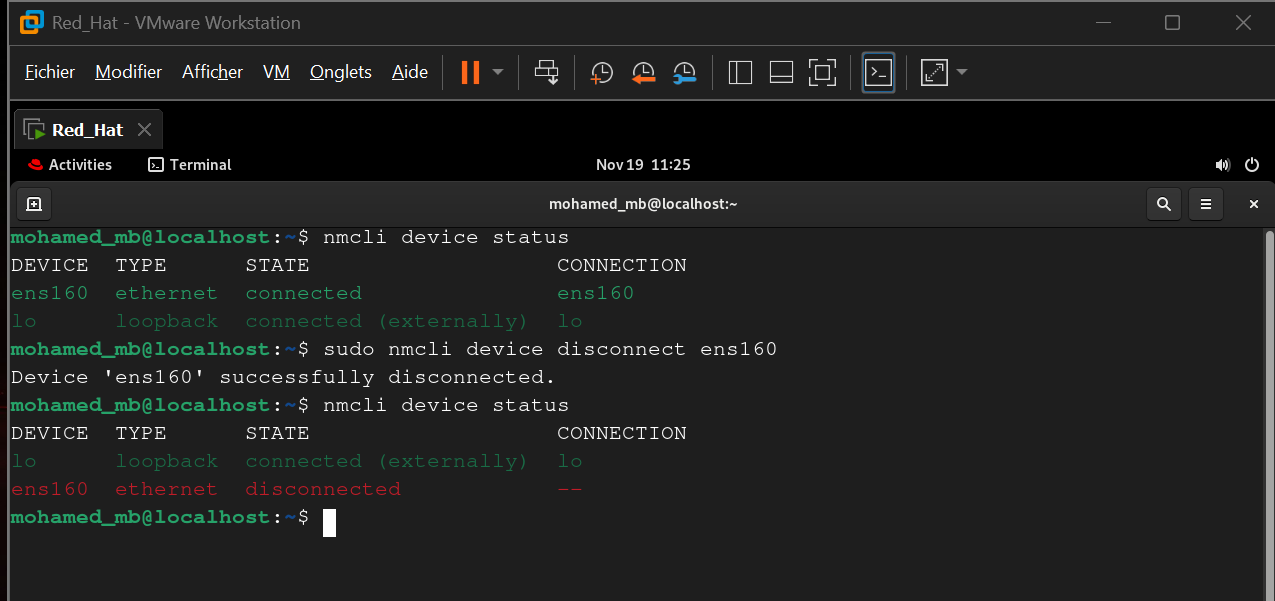 Red_Hat - VMware Workstation
Fichier Modifier Afficher VM Onglets Aide
Red_Hat
Activities Terminal Nov 19 11:25
mohamed_mb@localhost:~
mohamed_mb@localhost:~$ nmcli device status
DEVICE TYPE STATE CONNECTION
ens160 ethernet connected ens160
lo loopback connected (externally) lo
mohamed_mb@localhost:~$ sudo nmcli device disconnect ens160
Device 'ens160' successfully disconnected.
mohamed_mb@localhost:~$ nmcli device status
DEVICE TYPE STATE CONNECTION
lo loopback connected (externally) lo
ens160 ethernet disconnected --
mohamed_mb@localhost:~$